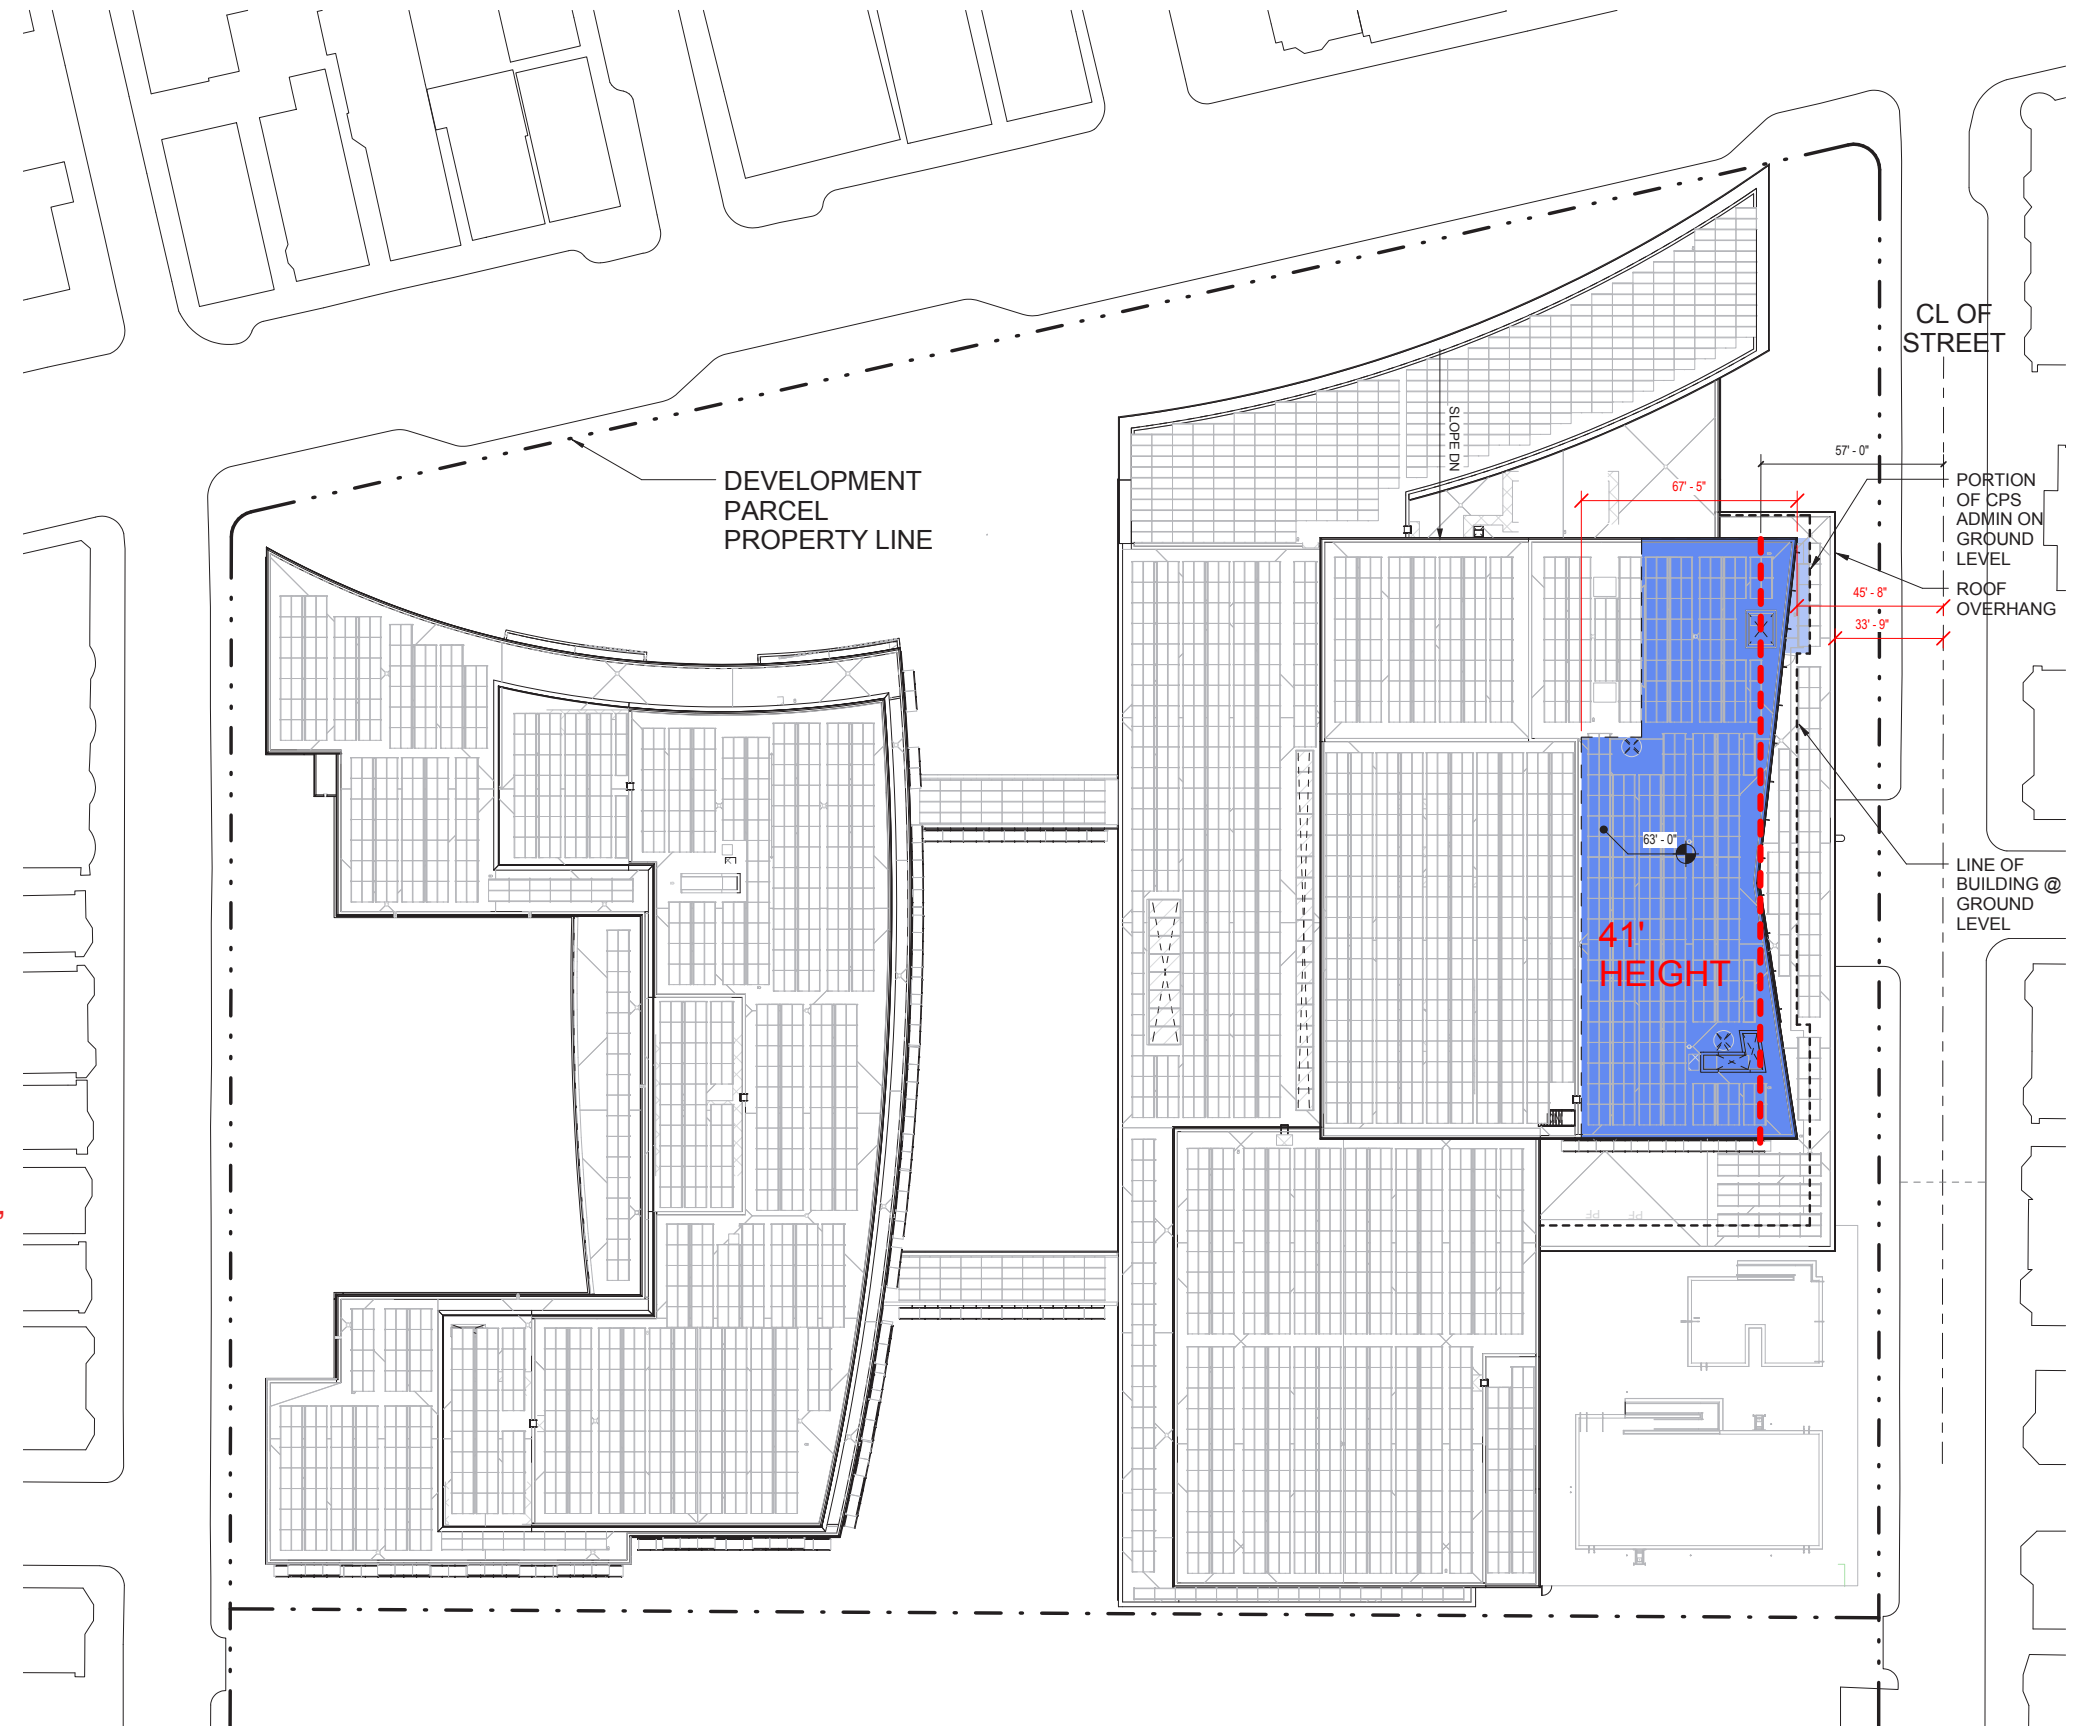 CL OF
STREET
57' - 0"
PORTION
OF CPS
ADMIN ON
GROUND
LEVEL
67' - 5"
SLOPE DN
DEVELOPMENT
PARCEL
PROPERTY LINE
45' - 8"
ROOF
OVERHANG
33' - 9"
63' - 0"
LINE OF
BUILDING @
GROUND
LEVEL
41'
HEIGHT